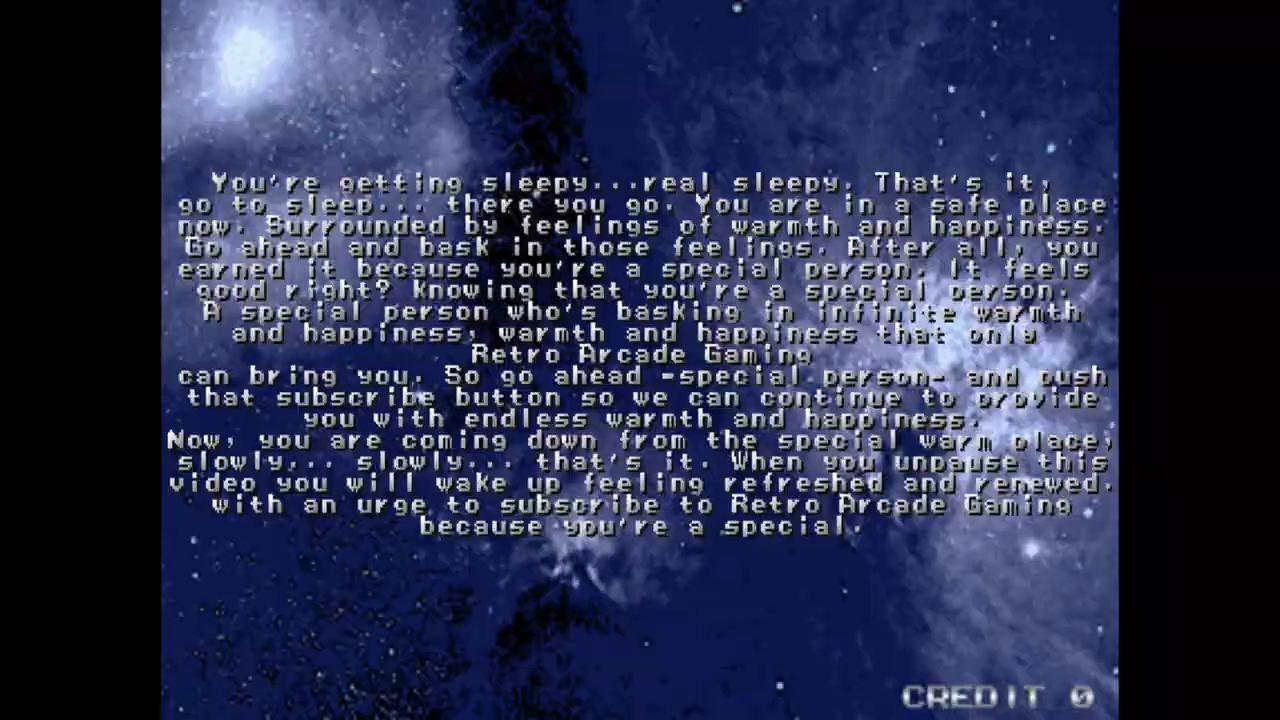 You're getting sleepy...real sleepy. That's it,
go to sleep... there you go. You are in a safe place
now. Surrounded by feelings of warmth and happiness.
Go ahead and bask in those feelings. After all, you
earned it because you're a special person. It feels
good right? Knowing that you're a special person.
A special person who's basking in infinite warmth
and happiness, warmth and happiness that only
Retro Arcade Gaming
can bring you. So go ahead -special person- and push
that subscribe button so we can continue to provide
you with endless warmth and happiness.
Now, you are coming down from the special warm place,
slowly... slowly... that's it. When you unpause this
video you will wake up feeling refreshed and renewed.
with an urge to subscribe to Retro Arcade Gaming
because you're a special.
CREDIT 0